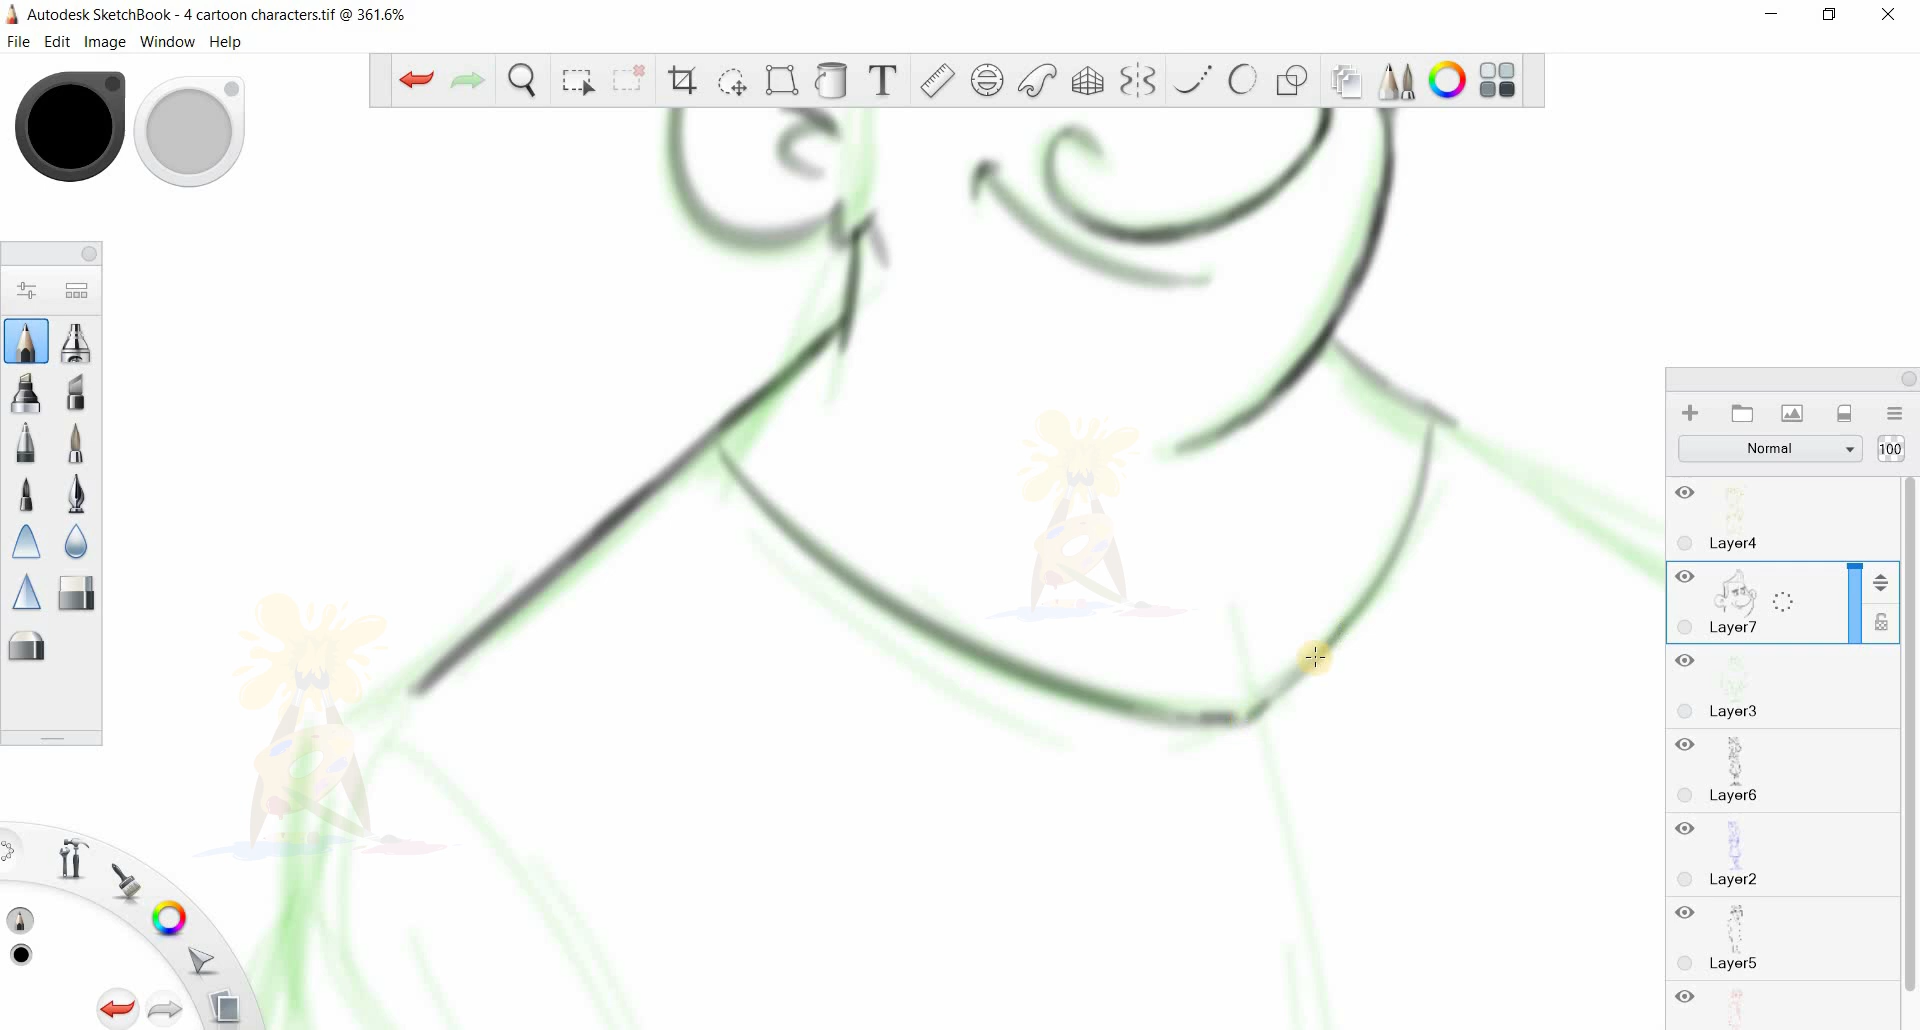 Autodesk SketchBook - 4 cartoon characters.tif @ 361.6%
File Edit Image Window Help
T
Normal 100
Layer4
Layer7
Layer3
Layer6
Layer2
Layer5